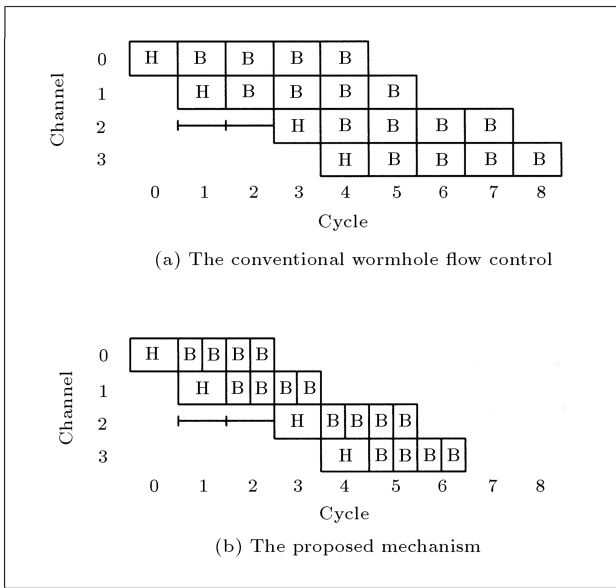 0 H B B B B
1 H B B B B
2 H B B B B
3 H B B B B
Channel
0 1 2 3 4 5 6 7 8
Cycle
(a) The conventional wormhole flow control
0 H B B B B
1 H B B B B
2 H B B B B
3 H B B B B
Channel
0 1 2 3 4 5 6 7 8
Cycle
(b) The proposed mechanism